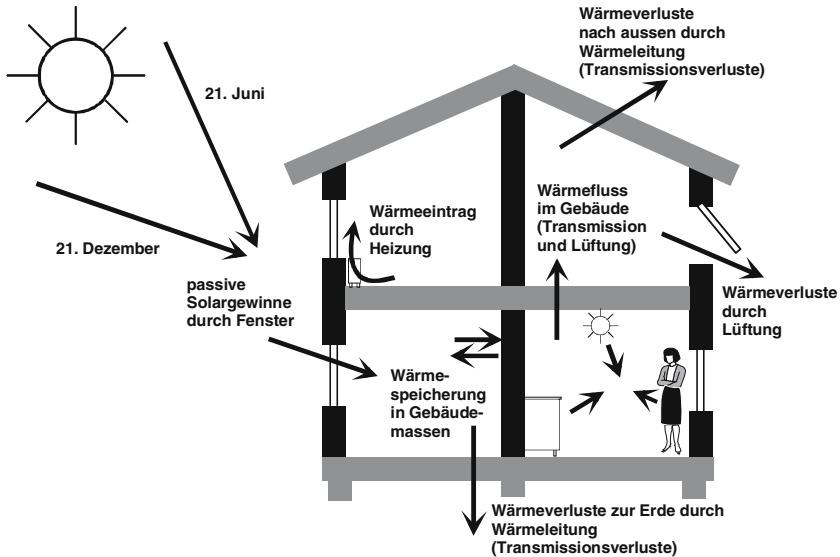 Wärmeverluste
nach aussen durch
Wärmeleitung
(Transmissionsverluste)
21. Juni
Wärmefluss
im Gebäude
(Transmission
und Lüftung)
Wärmeeintrag
durch
Heizung
21. Dezember
passive
Solargewinne
durch Fenster
Wärmeverluste
durch
Lüftung
Wärme-
speicherung
in Gebäude-
massen
Wärmeverluste zur Erde durch
Wärmeleitung
(Transmissionsverluste)